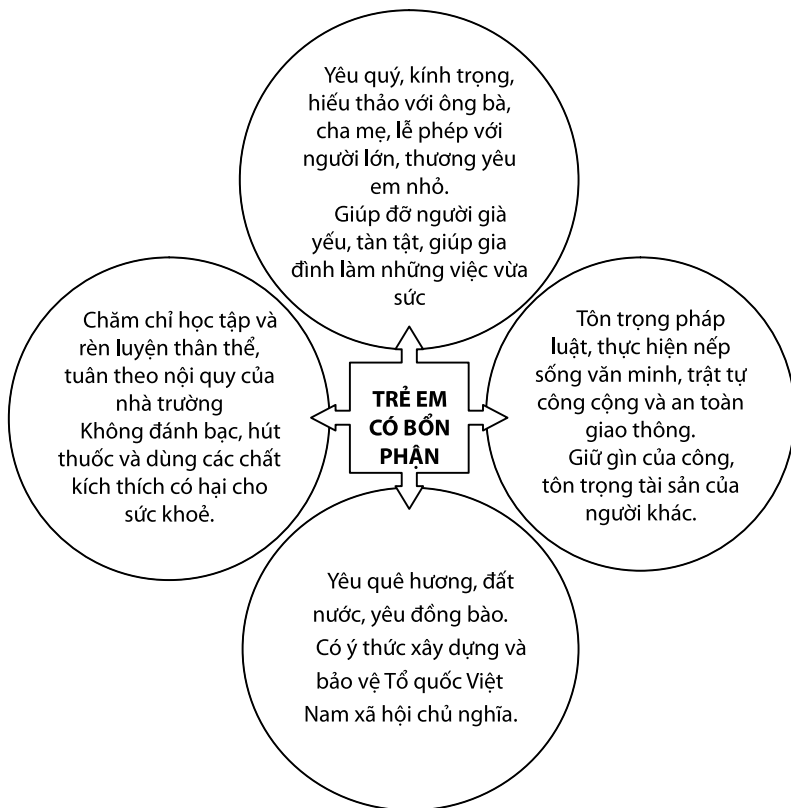 Yêu quý, kính trọng,
hiếu thảo với ông bà,
cha mẹ, lễ phép với
người lớn, thương yêu
em nhỏ.
Giúp đỡ người già
yếu, tàn tật, giúp gia
đình làm những việc vừa
sức
Chăm chỉ học tập và
rèn luyện thân thể,
tuân theo nội quy của
nhà trường
Không đánh bạc, hút
thuốc và dùng các chất
kích thích có hại cho
sức khoẻ.
TRẺ EM
CÓ BỔN
PHẬN
Tôn trọng pháp
luật, thực hiện nếp
sống văn minh, trật tự
công cộng và an toàn
giao thông.
Giữ gìn của công,
tôn trọng tài sản của
người khác.
Yêu quê hương, đất
nước, yêu đồng bào.
Có ý thức xây dựng và
bảo vệ Tổ quốc Việt
Nam xã hội chủ nghĩa.